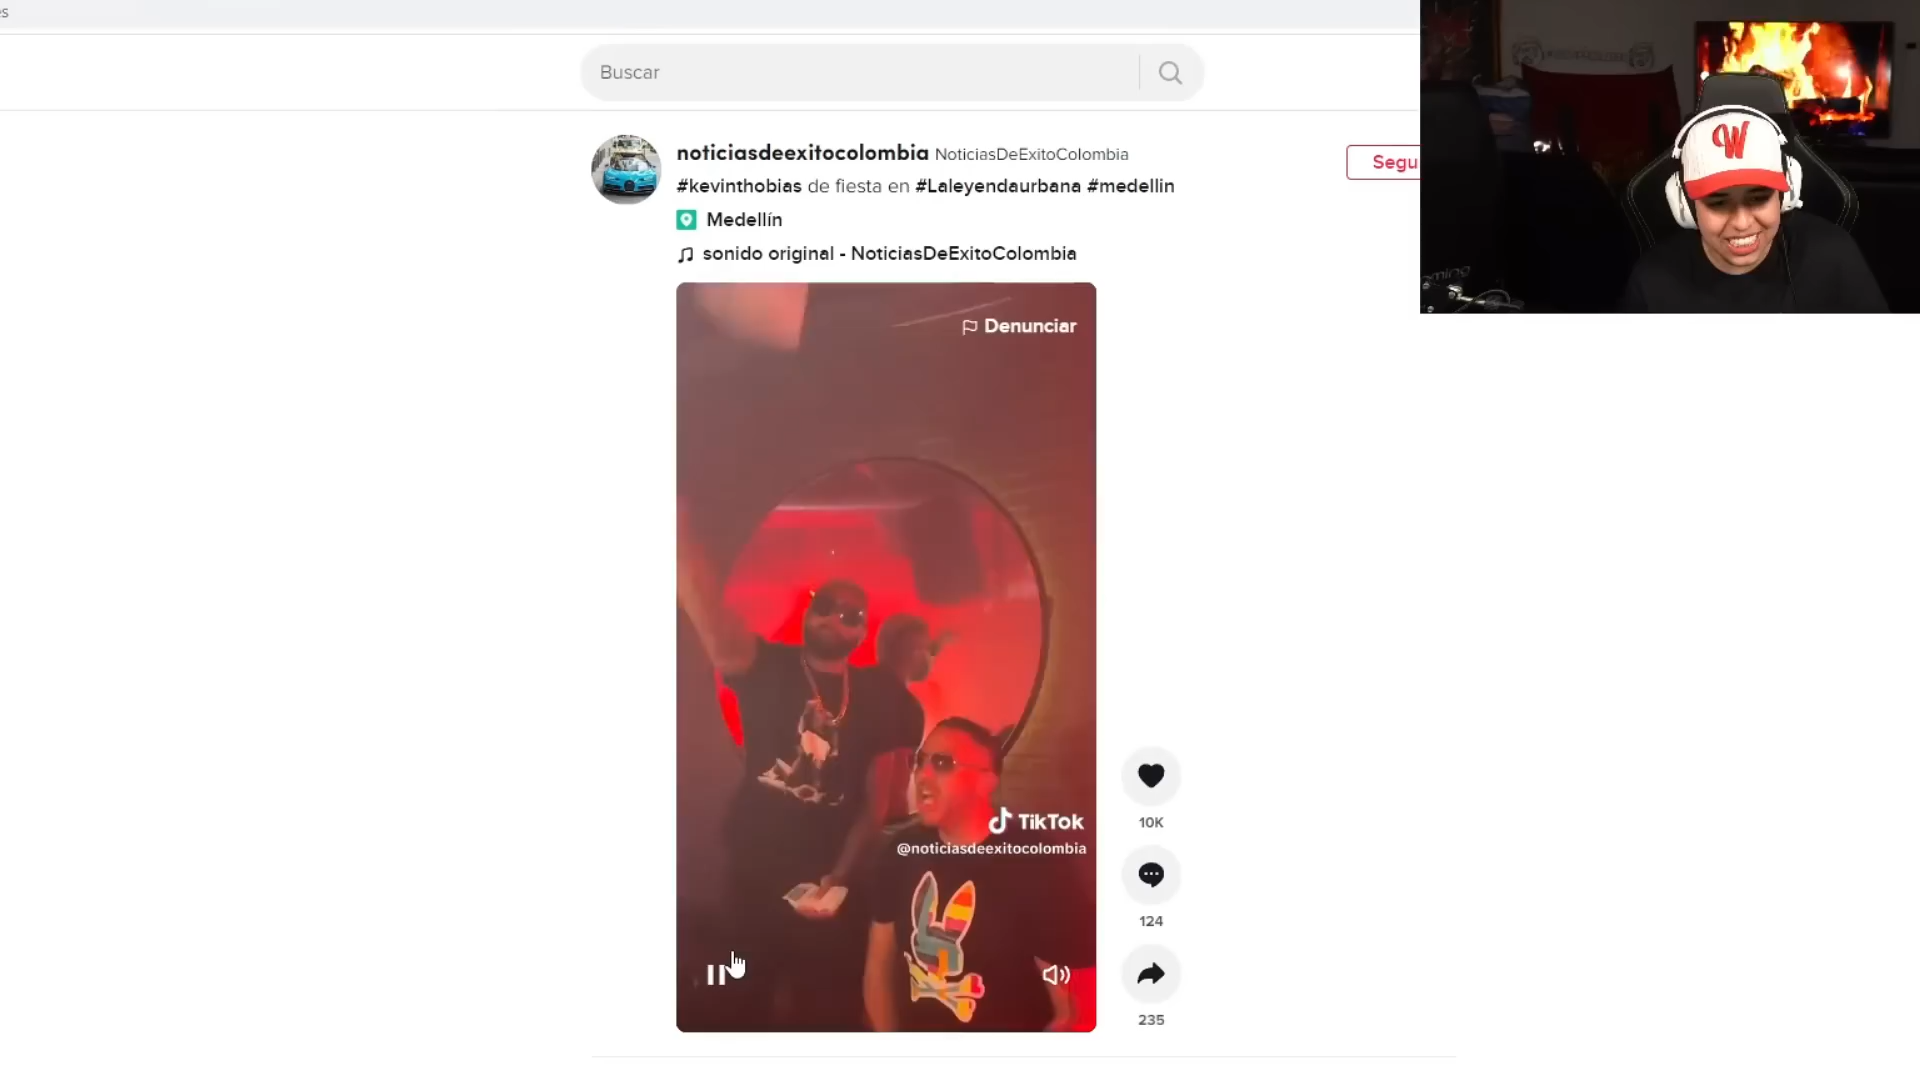 es
Buscar
noticiasdeexitocolombia NoticiasDeExitoColombia
#kevinthobias de fiesta en #Laleyendaurbana #medellin
Medellín
sonido original - NoticiasDeExitoColombia
Segu
W
Denunciar
TikTok
@noticiasdeexitocolombia
10K
124
235